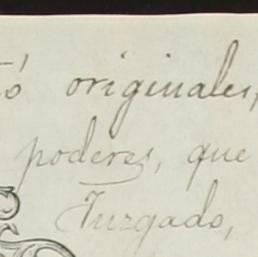 ó originales,
poderes, que
Juzgado,